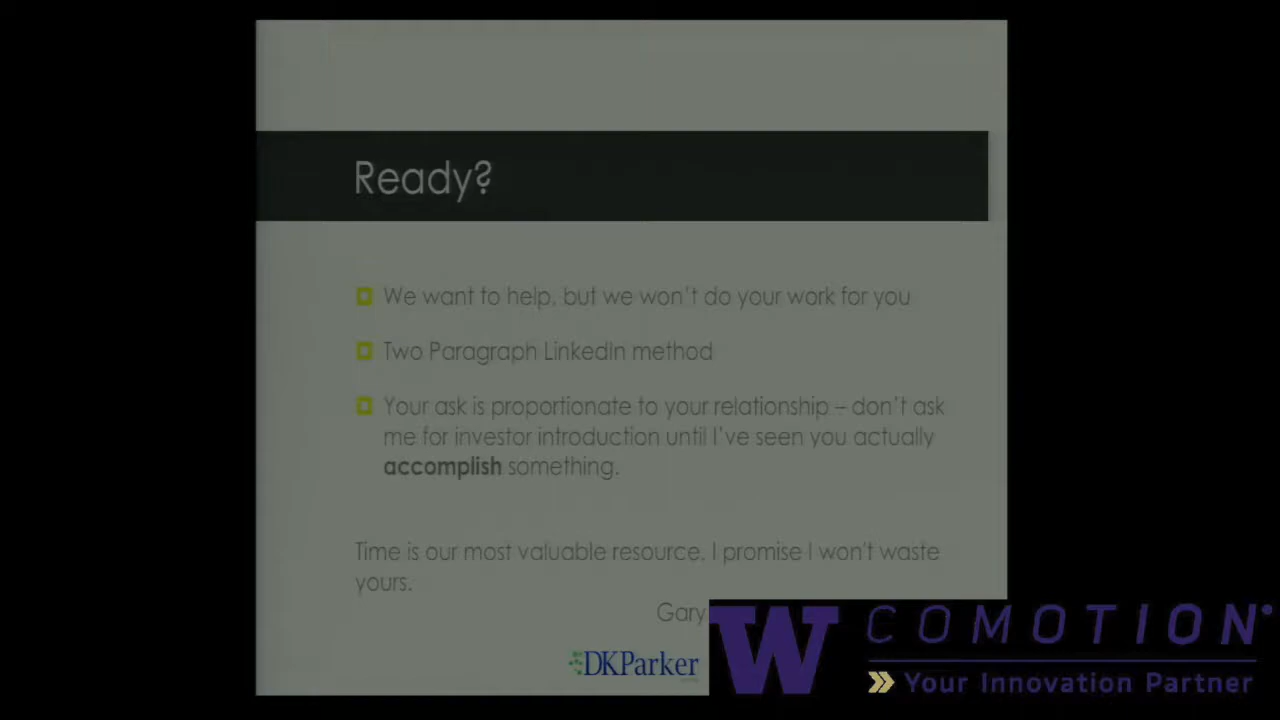 Ready?
We want to help, but we won't do your work for you
Two Paragraph LinkedIn method
Your ask is proportionate to your relationship – don't ask
me for investor introduction until I've seen you actually
accomplish something.
Time is our most valuable resource. I promise I won't waste
yours.
Gary
DKParker
W COMOTION
Your Innovation Partner